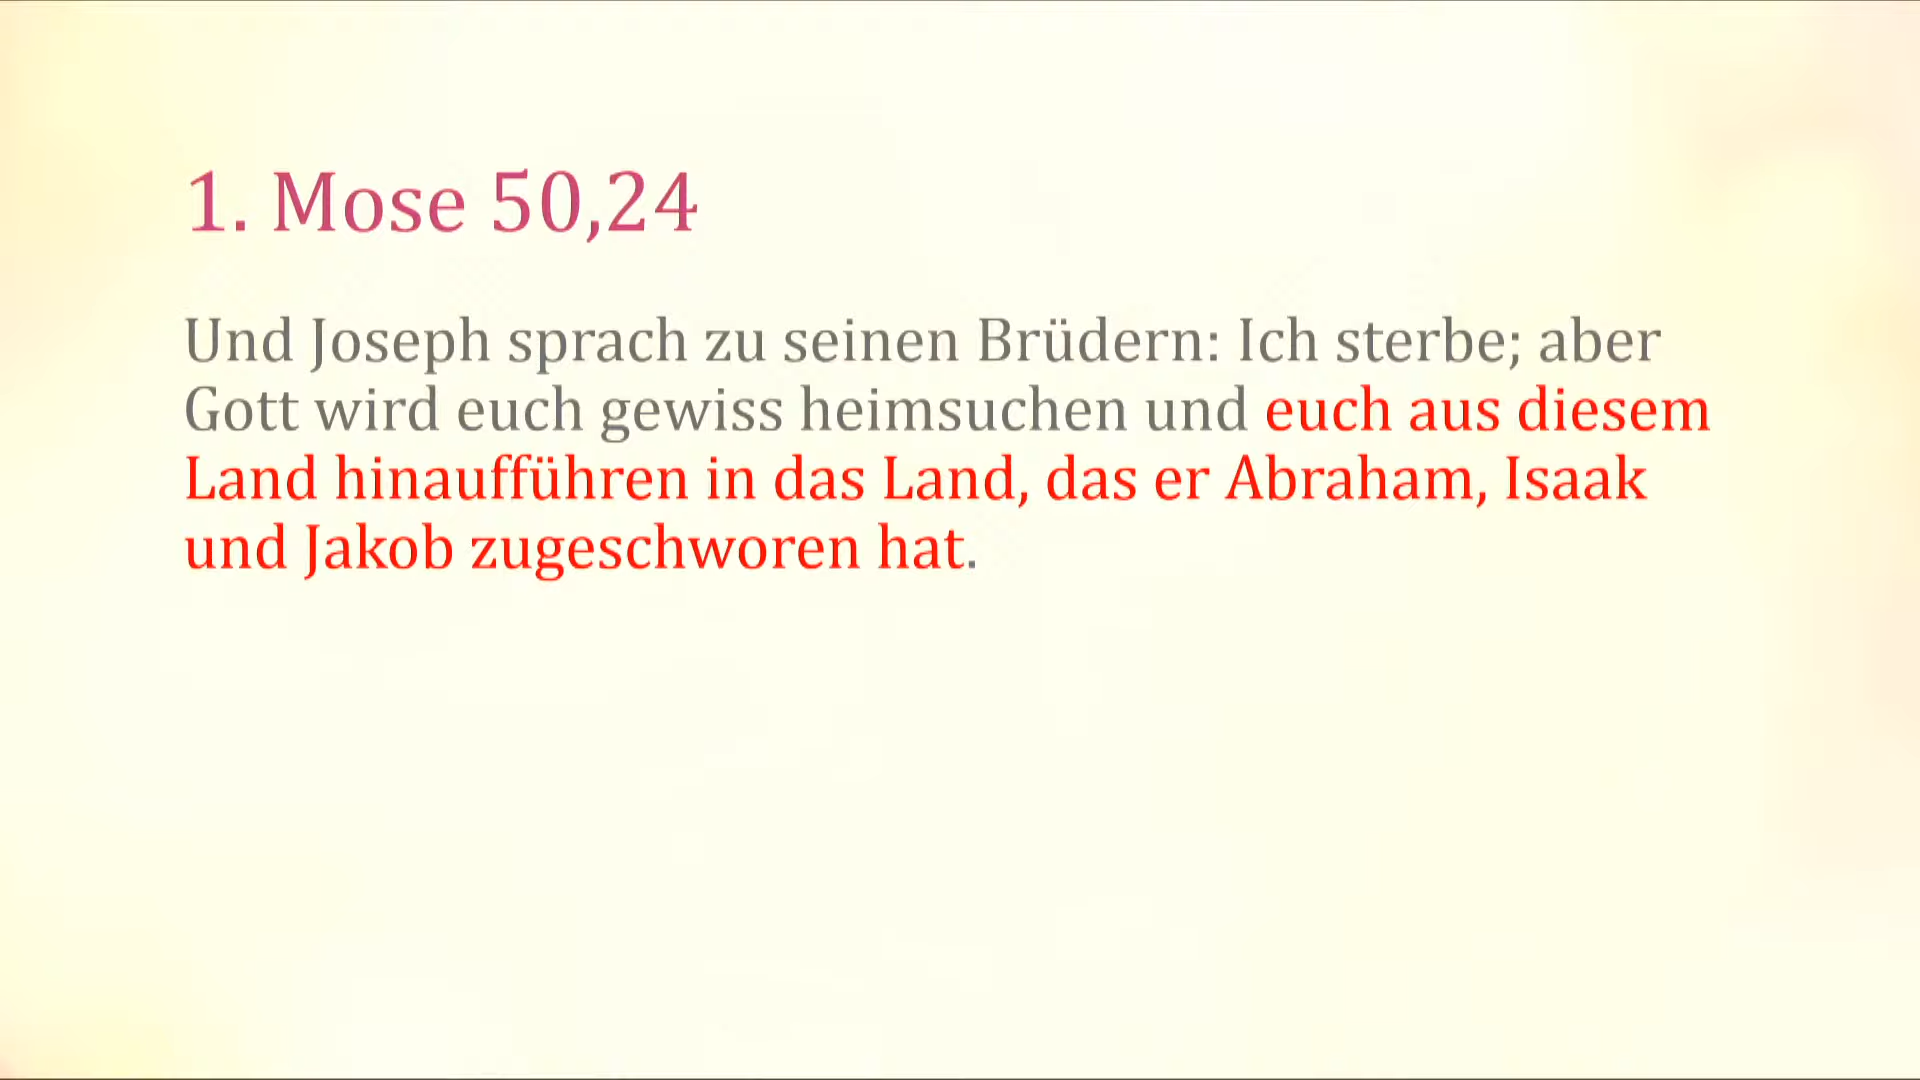 1. Mose 50,24
Und Joseph sprach zu seinen Brüdern: Ich sterbe; aber
Gott wird euch gewiss heimsuchen und euch aus diesem
Land hinaufführen in das Land, das er Abraham, Isaak
und Jakob zugeschworen hat.